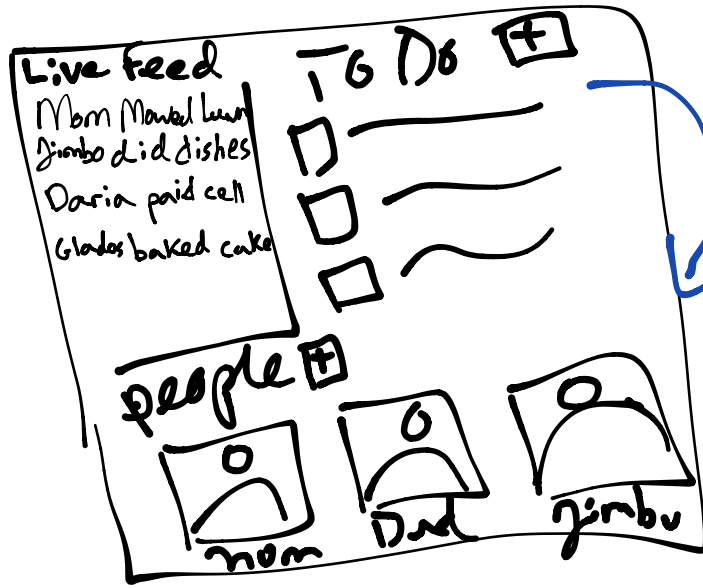 Live Feed
Mom Mowed Lawn
Jimbo did dishes
Daria paid cell
Glados baked cake
To Do +
people +
mom
Dad
Jimbo